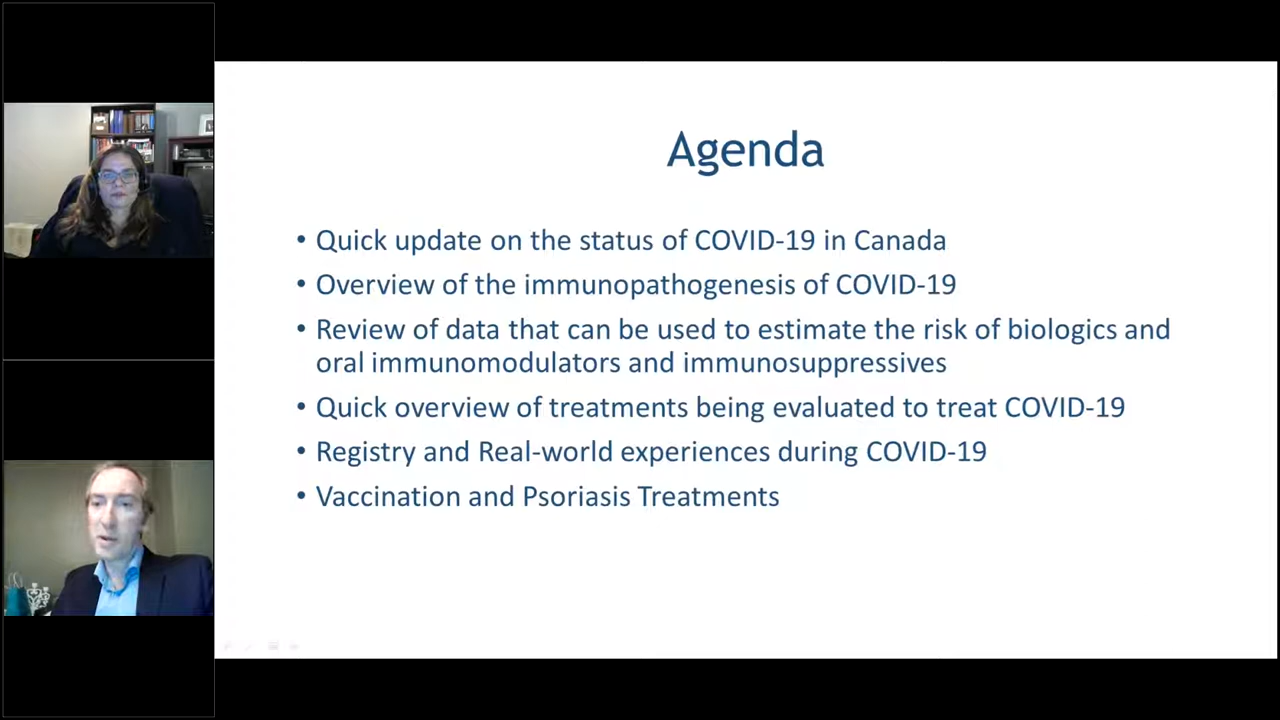 Agenda
• Quick update on the status of COVID-19 in Canada
• Overview of the immunopathogenesis of COVID-19
• Review of data that can be used to estimate the risk of biologics and
oral immunomodulators and immunosuppressives
• Quick overview of treatments being evaluated to treat COVID-19
• Registry and Real-world experiences during COVID-19
• Vaccination and Psoriasis Treatments